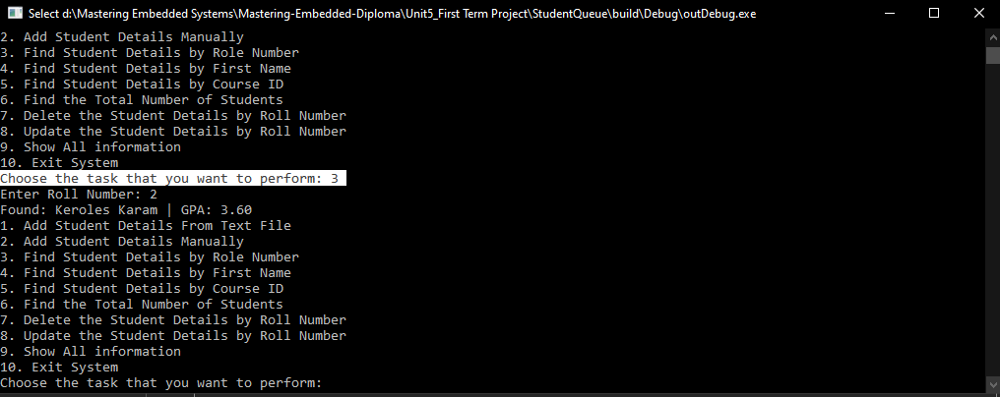 Select d:\Mastering Embedded Systems\Mastering-Embedded-Diploma\Unit5_First Term Project\StudentQueue\build\Debug\outDebug.exe
2. Add Student Details Manually
3. Find Student Details by Role Number
4. Find Student Details by First Name
5. Find Student Details by Course ID
6. Find the Total Number of Students
7. Delete the Student Details by Roll Number
8. Update the Student Details by Roll Number
9. Show All information
10. Exit System
Choose the task that you want to perform: 3
Enter Roll Number: 2
Found: Keroles Karam | GPA: 3.60
1. Add Student Details From Text File
2. Add Student Details Manually
3. Find Student Details by Role Number
4. Find Student Details by First Name
5. Find Student Details by Course ID
6. Find the Total Number of Students
7. Delete the Student Details by Roll Number
8. Update the Student Details by Roll Number
9. Show All information
10. Exit System
Choose the task that you want to perform: